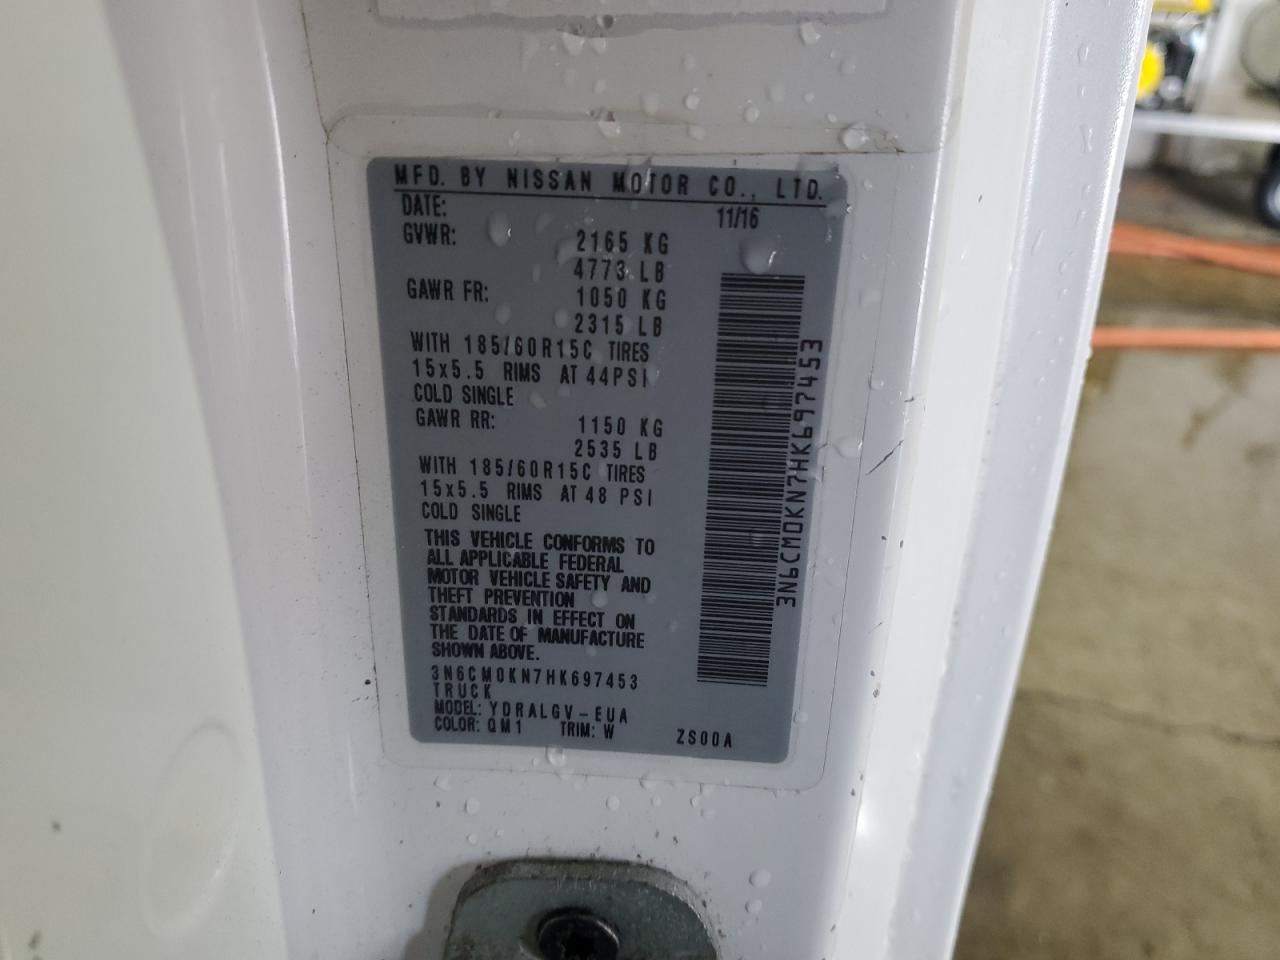 MFD. BY NISSAN MOTOR CO., LTD.
DATE: 11/16
GVWR: 2165 KG
4773 LB
GAWR FR: 1050 KG
2315 LB
WITH 185/60R15C TIRES
15x5.5 RIMS AT 44PSI
COLD SINGLE
GAWR RR: 1150 KG
2535 LB
WITH 185/60R15C TIRES
15x5.5 RIMS AT 48 PSI
COLD SINGLE
THIS VEHICLE CONFORMS TO
ALL APPLICABLE FEDERAL
MOTOR VEHICLE SAFETY AND
THEFT PREVENTION
STANDARDS IN EFFECT ON
THE DATE OF MANUFACTURE
SHOWN ABOVE.
3N6CM0KN7HK697453
TRUCK
MODEL: YDRALGV-EUA
COLOR: QM1 TRIM: W ZS00A
3N6CM0KN7HK697453